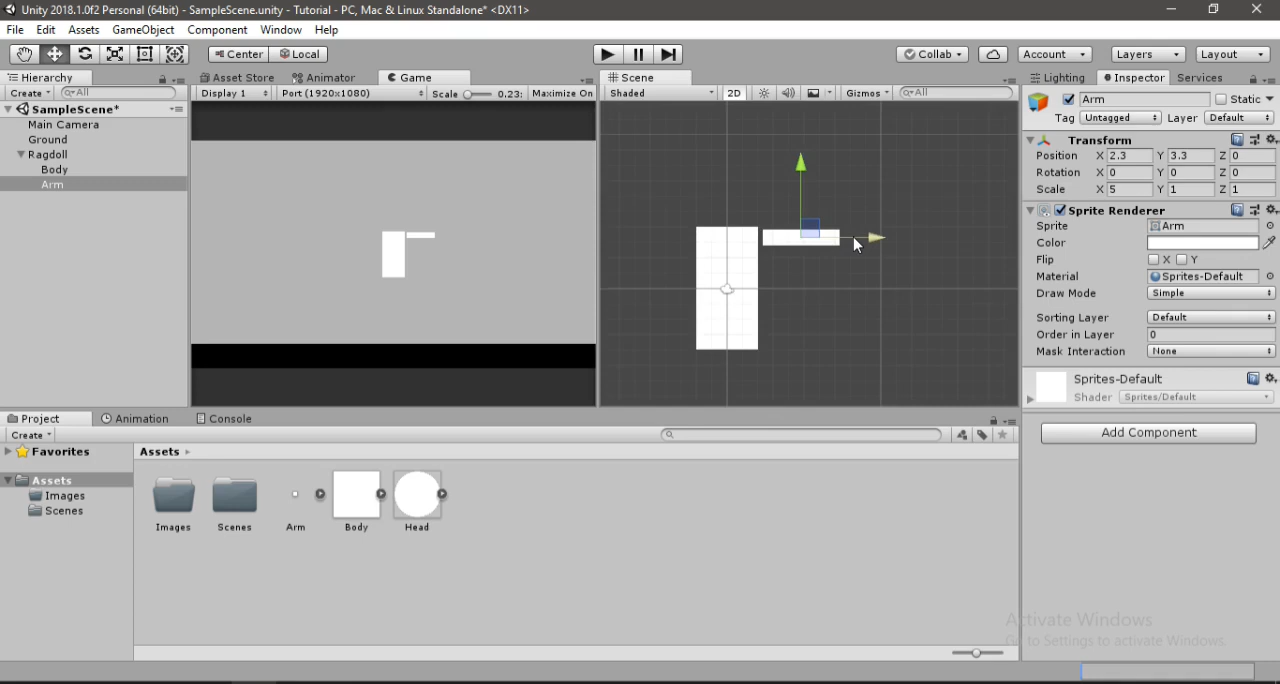 Unity 2018.1.0f2 Personal (64bit) - SampleScene.unity - Tutorial - PC, Mac & Linux Standalone* <DX11>
File Edit Assets GameObject Component Window Help
Center Local Collab Account Layers Layout
Hierarchy Asset Store Animator Game Scene Lighting Inspector Services
Create All Display 1 Port (1920x1080) Scale 0.23: Maximize On Shaded 2D Gizmos All
SampleScene*
Main Camera
Ground
Ragdoll
Body
Arm
Arm Static
Tag Untagged Layer Default
Transform
Position X 2.3 Y 3.3 Z 0
Rotation X 0 Y 0 Z 0
Scale X 5 Y 1 Z 1
Sprite Renderer
Sprite Arm
Color
Flip X Y
Material Sprites-Default
Draw Mode Simple
Sorting Layer Default
Order in Layer 0
Mask Interaction None
Sprites-Default
Shader Sprites/Default
Add Component
Project Animation Console
Create
Favorites
Assets
Images
Scenes
Assets
Images Scenes Arm Body Head
Activate Windows
Go to Settings to activate Windows.